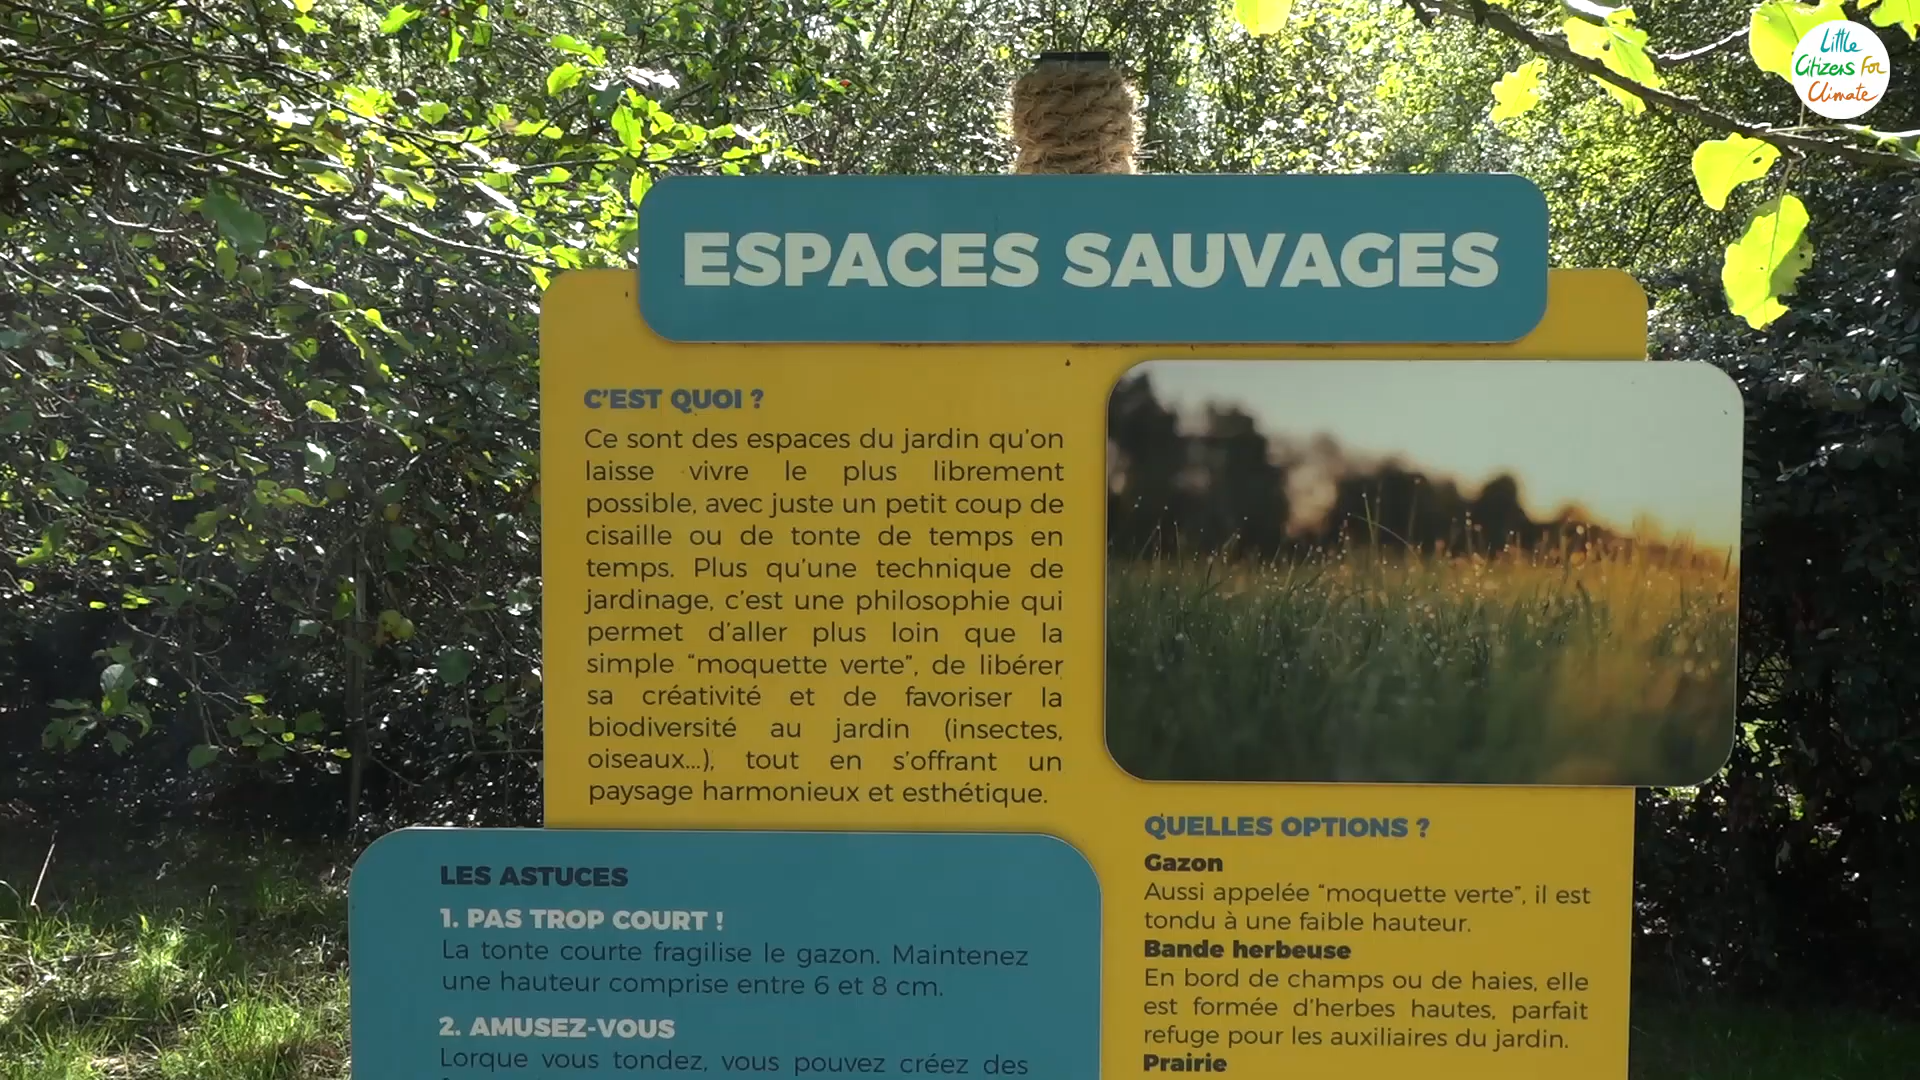 Little
Citizens For
Climate
ESPACES SAUVAGES
C'EST QUOI ?
Ce sont des espaces du jardin qu'on
laisse vivre le plus librement
possible, avec juste un petit coup de
cisaille ou de tonte de temps en
temps. Plus qu'une technique de
jardinage, c'est une philosophie qui
permet d'aller plus loin que la
simple “moquette verte”, de libérer
sa créativité et de favoriser la
biodiversité au jardin (insectes,
oiseaux...), tout en s'offrant un
paysage harmonieux et esthétique.
LES ASTUCES
1. PAS TROP COURT !
La tonte courte fragilise le gazon. Maintenez
une hauteur comprise entre 6 et 8 cm.
2. AMUSEZ-VOUS
Lorque vous tondez, vous pouvez créez des
QUELLES OPTIONS ?
Gazon
Aussi appelée “moquette verte”, il est
tondu à une faible hauteur.
Bande herbeuse
En bord de champs ou de haies, elle
est formée d'herbes hautes, parfait
refuge pour les auxiliaires du jardin.
Prairie